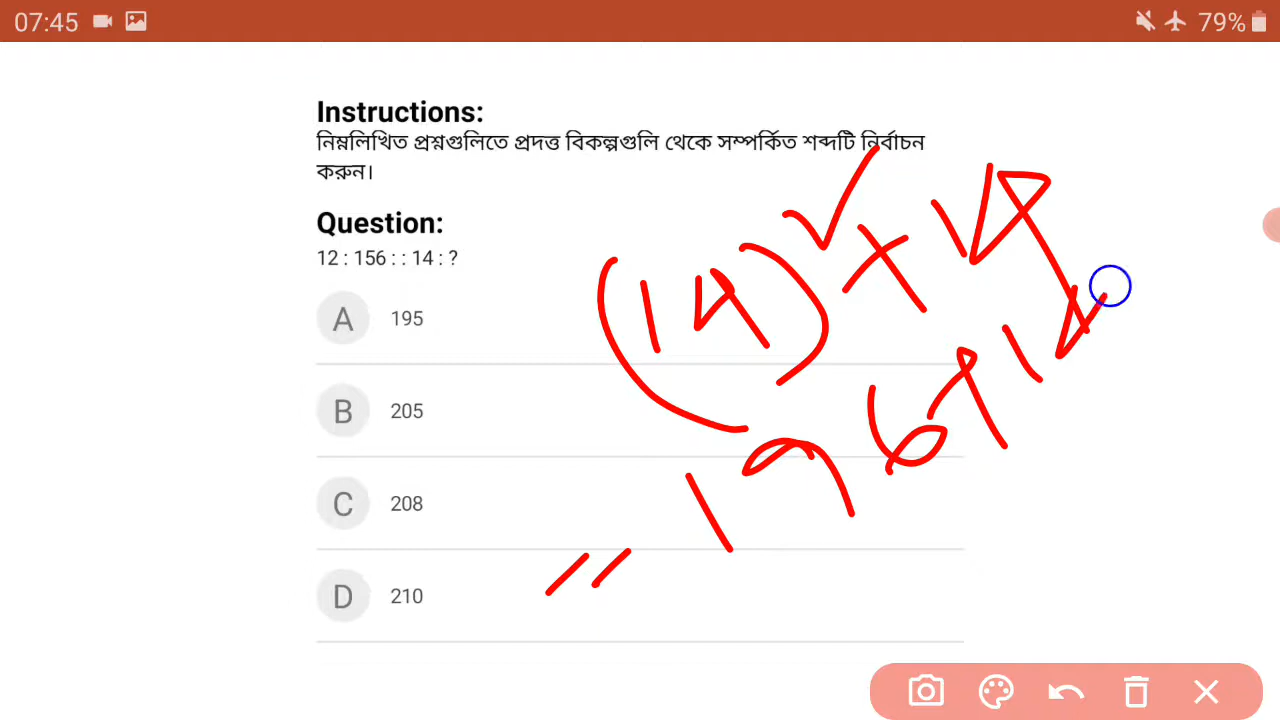 07:45
79%
Instructions:
নিম্নলিখিত প্রশ্নগুলিতে প্রদত্ত বিকল্পগুলি থেকে সম্পর্কিত শব্দটি নির্বাচন
করুন।
Question:
12 : 156 : : 14 : ?
A 195
B 205
C 208
D 210
(14)² + 14
= 196 + 14